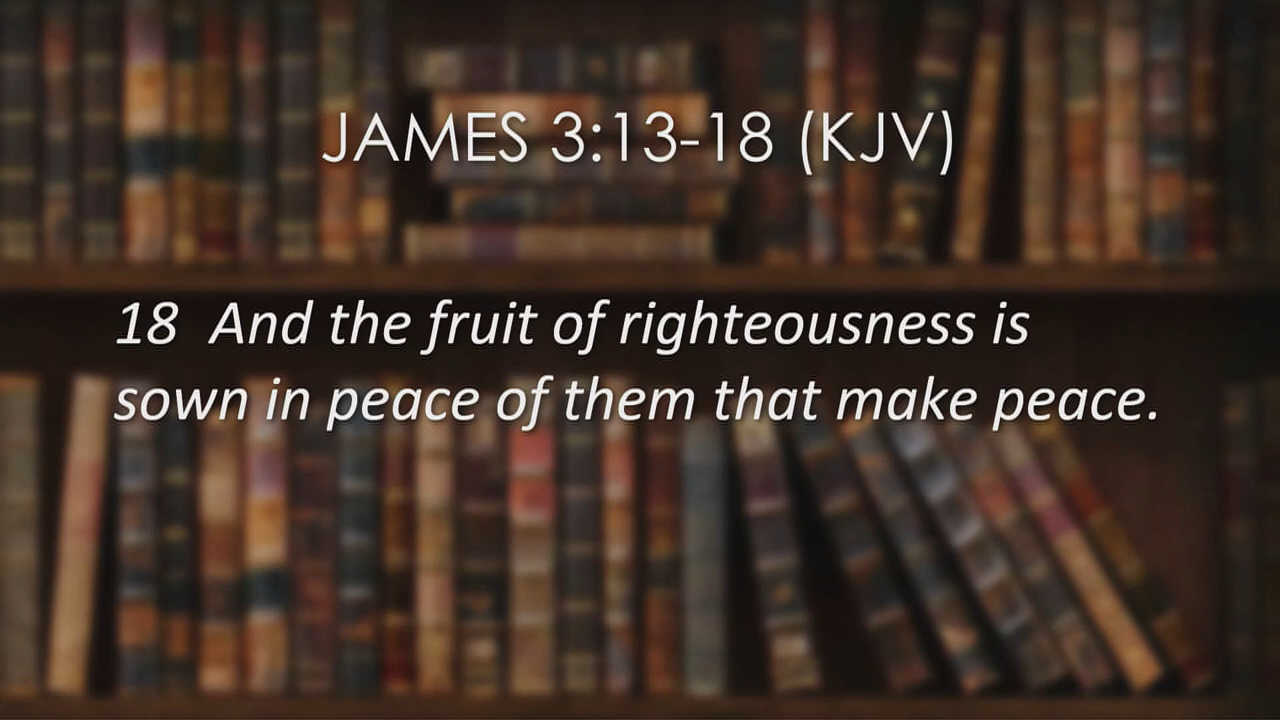 JAMES 3:13-18 (KJV)
18 And the fruit of righteousness is
sown in peace of them that make peace.